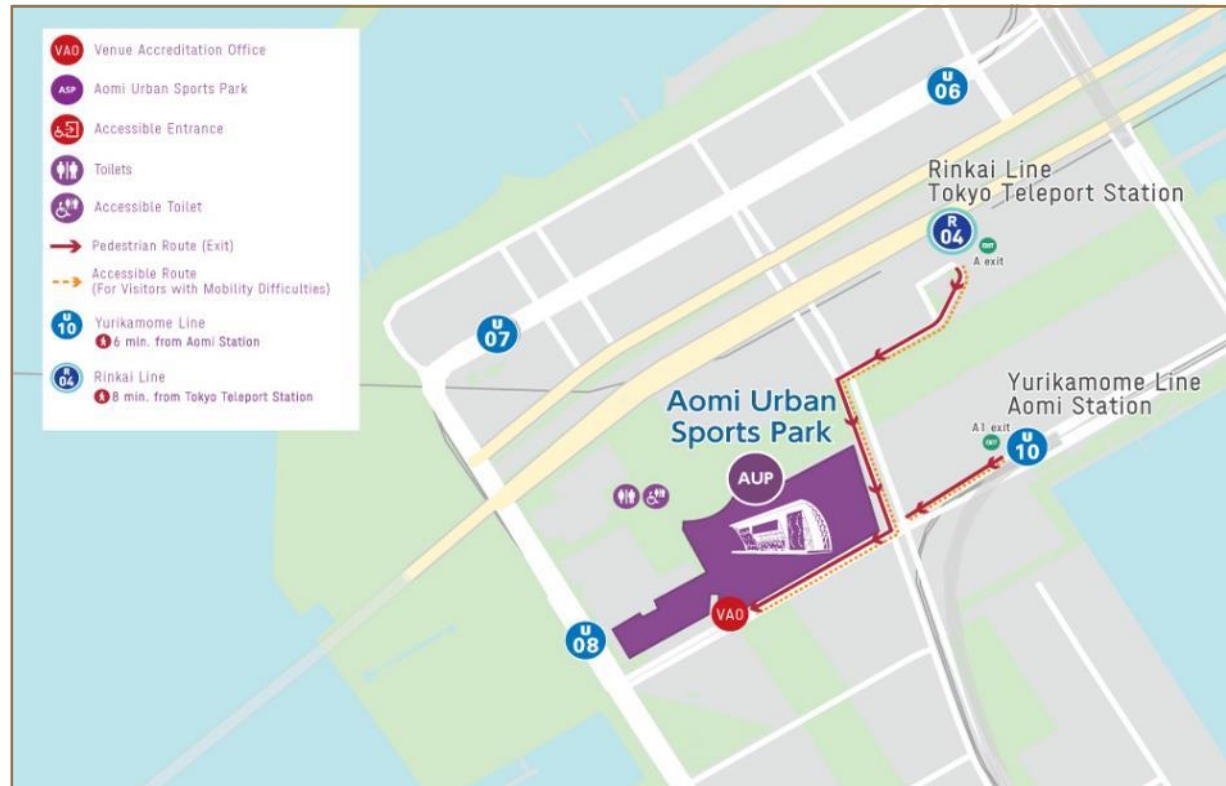 VAO Venue Accreditation Office
ASP Aomi Urban Sports Park
Accessible Entrance
Toilets
Accessible Toilet
Pedestrian Route (Exit)
Accessible Route
(For Visitors with Mobility Difficulties)
U
10 Yurikamome Line
6 min. from Aomi Station
R
04 Rinkai Line
8 min. from Tokyo Teleport Station
U
06
Rinkai Line
Tokyo Teleport Station
R
04
EXIT
A exit
U
07
Yurikamome Line
Aomi Station
A1 exit
EXIT
U
10
Aomi Urban
Sports Park
AUP
VAO
U
08